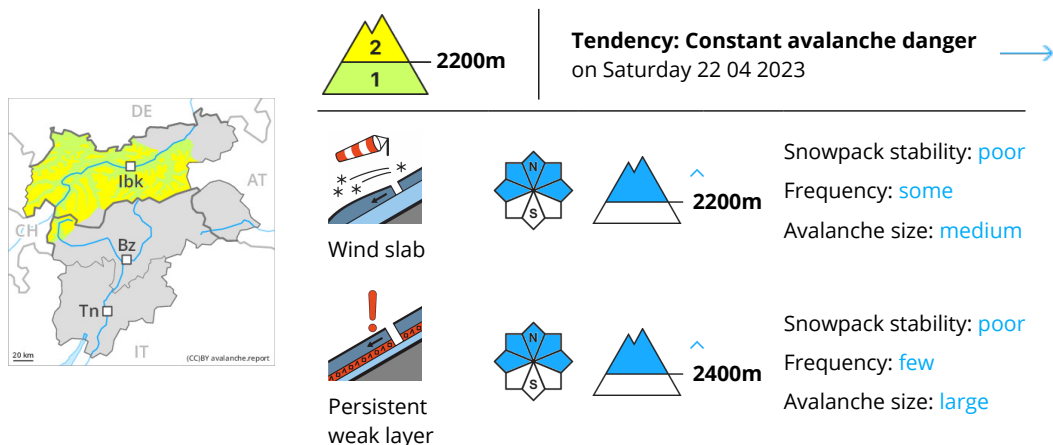 2
1
2200m
Tendency: Constant avalanche danger
on Saturday 22 04 2023
DE
AT
CH
IT
Ibk
Bz
Tn
20 km
(CC)BY avalanche.report
Wind slab
N
S
2200m
Snowpack stability: poor
Frequency: some
Avalanche size: medium
Persistent
weak layer
N
S
2400m
Snowpack stability: poor
Frequency: few
Avalanche size: large